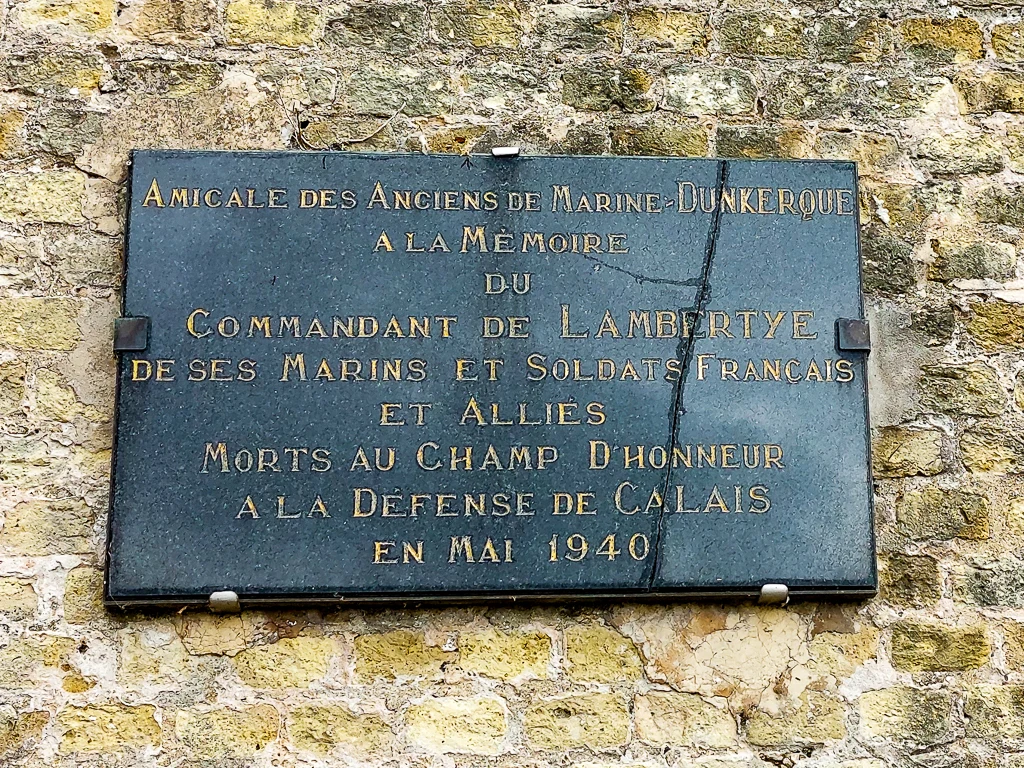 AMICALE DES ANCIENS DE MARINE-DUNKERQUE
A LA MÉMOIRE
DU
COMMANDANT DE LAMBERTYE
DE SES MARINS ET SOLDATS FRANÇAIS
ET ALLIÉS
MORTS AU CHAMP D'HONNEUR
A LA DÉFENSE DE CALAIS
EN MAI 1940